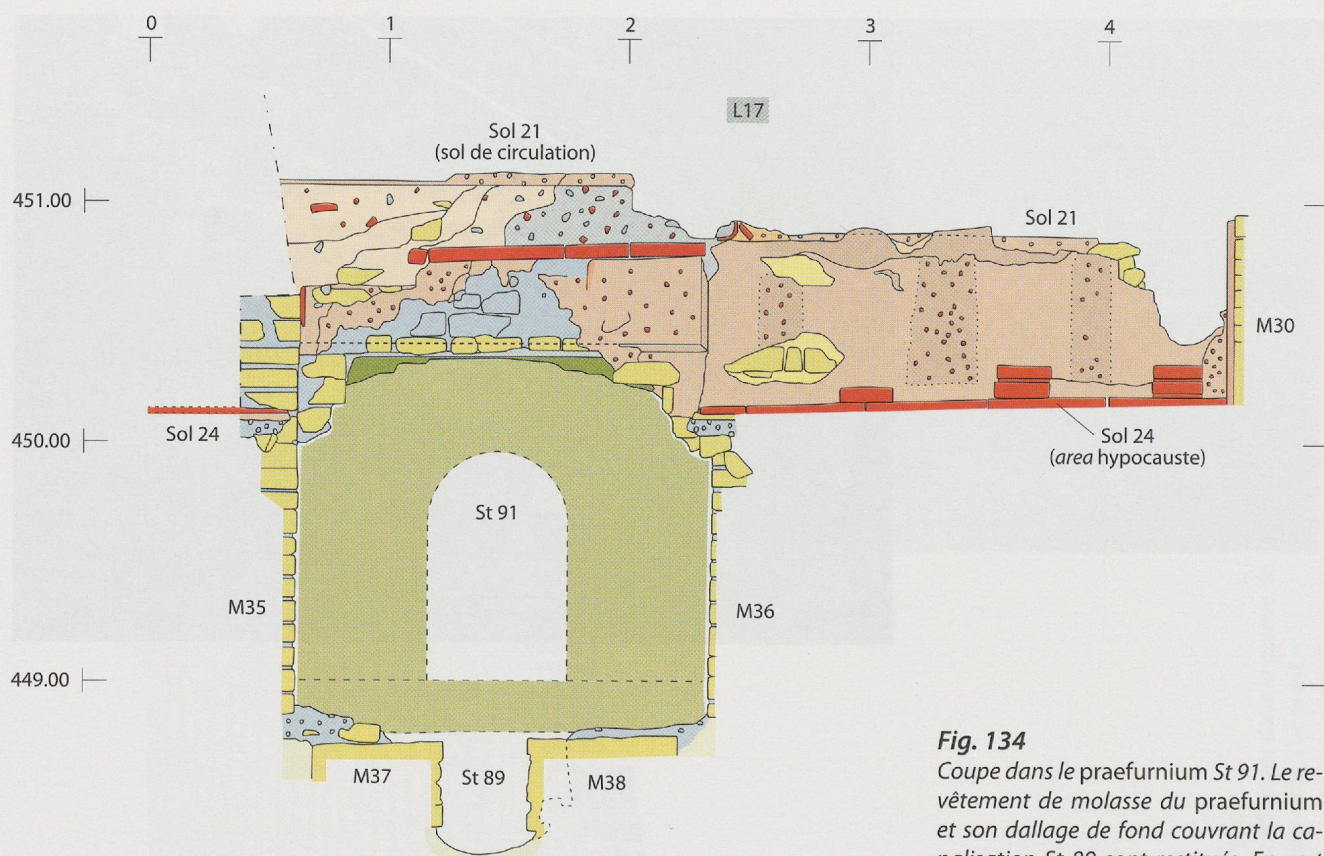 0 1 2 3 4
L17
Sol 21
(sol de circulation)
451.00
Sol 21
M30
Sol 24
450.00
Sol 24
(area hypocauste)
St 91
M35
M36
449.00
Fig. 134
M37
St 89
M38
Coupe dans le praefurnium St 91. Le re-
vêtement de molasse du praefurnium
et son dallage de fond couvrant la ca-